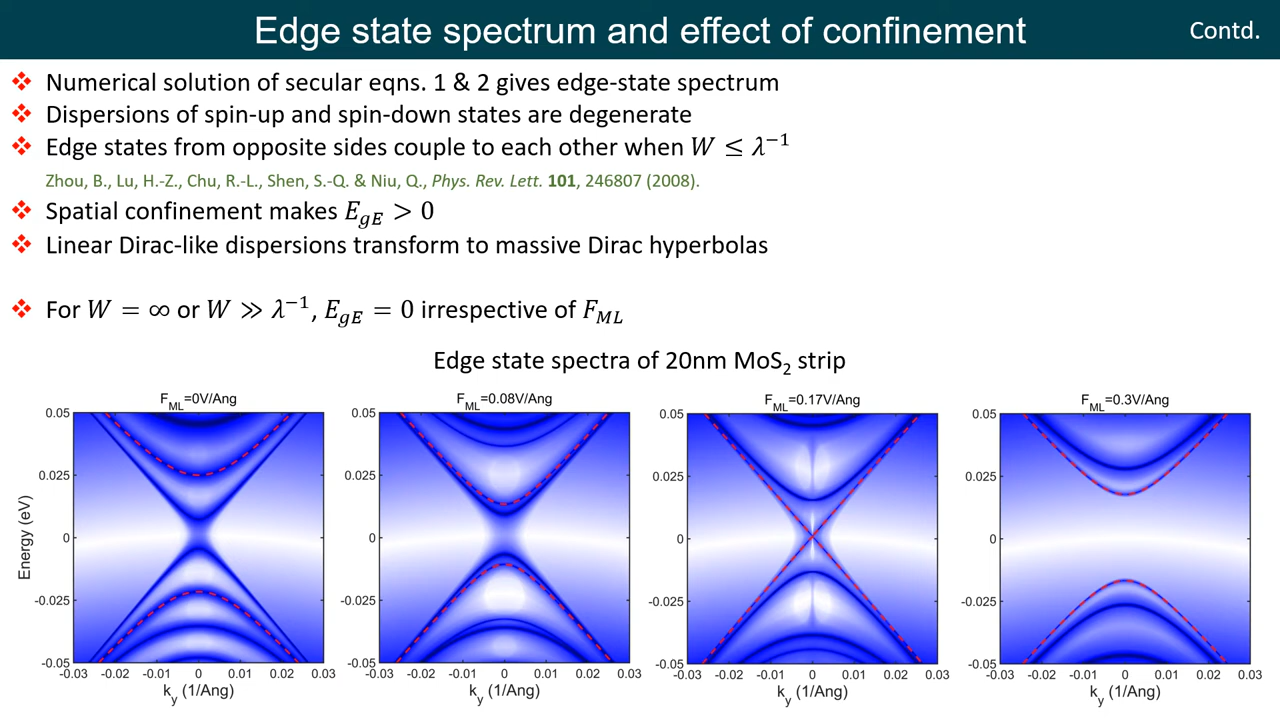 Edge state spectrum and effect of confinement
Contd.
❖ Numerical solution of secular eqns. 1 & 2 gives edge-state spectrum
❖ Dispersions of spin-up and spin-down states are degenerate
❖ Edge states from opposite sides couple to each other when W ≤ λ⁻¹
Zhou, B., Lu, H.-Z., Chu, R.-L., Shen, S.-Q. & Niu, Q., Phys. Rev. Lett. 101, 246807 (2008).
❖ Spatial confinement makes E_gE > 0
❖ Linear Dirac-like dispersions transform to massive Dirac hyperbolas
❖ For W = ∞ or W ≫ λ⁻¹, E_gE = 0 irrespective of F_ML
Edge state spectra of 20nm MoS₂ strip
F_ML=0V/Ang
0.05
0.025
0
-0.025
-0.05
Energy (eV)
-0.03 -0.02 -0.01 0 0.01 0.02 0.03
k_y (1/Ang)
F_ML=0.08V/Ang
0.05
0.025
0
-0.025
-0.05
-0.03 -0.02 -0.01 0 0.01 0.02 0.03
k_y (1/Ang)
F_ML=0.17V/Ang
0.05
0.025
0
-0.025
-0.05
-0.03 -0.02 -0.01 0 0.01 0.02 0.03
k_y (1/Ang)
F_ML=0.3V/Ang
0.05
0.025
0
-0.025
-0.05
-0.03 -0.02 -0.01 0 0.01 0.02 0.03
k_y (1/Ang)